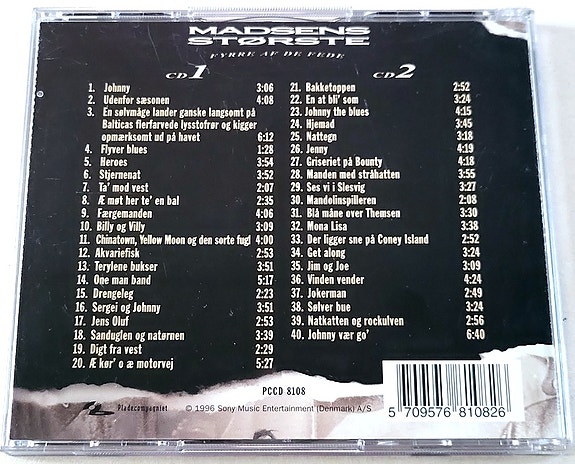 MADSENS
STØRSTE
FYRRE AF DE FEDE
CD 1
1. Johnny 3:06
2. Udenfor sæsonen 4:08
3. En sølvmåge lander ganske langsomt på
Balticas flerfarvede lysstofrør og kigger
opmærksomt ud på havet 6:12
4. Flyver blues 1:28
5. Heroes 3:54
6. Stjernenat 3:52
7. Ta' mod vest 2:07
8. Æ møt her te' en bal 2:35
9. Færgemanden 4:06
10. Billy og Villy 3:09
11. Chinatown, Yellow Moon og den sorte fugl 4:00
12. Akvariefisk 2:53
13. Terylene bukser 3:51
14. One man band 5:17
15. Drengeleg 2:23
16. Sergei og Johnny 3:51
17. Jens Oluf 2:53
18. Sanduglen og natørnen 3:39
19. Digt fra vest 2:29
20. Æ kør' o æ motorvej 5:27
CD 2
21. Bakketoppen 2:52
22. En at bli' som 3:24
23. Johnny the blues 4:15
24. Hjemad 3:45
25. Nattegn 3:18
26. Jenny 4:19
27. Griseriet på Bounty 4:18
28. Manden med stråhatten 3:55
29. Ses vi i Slesvig 3:27
30. Mandolinspilleren 2:08
31. Blå måne over Themsen 3:30
32. Mona Lisa 3:38
33. Der ligger sne på Coney Island 2:52
34. Get along 3:24
35. Jim og Joe 3:09
36. Vinden vender 4:24
37. Jokerman 2:49
38. Sølver bue 3:24
39. Natkatten og rockulven 2:56
40. Johnny vær go' 6:40
PCCD 8108
Pladecompagniet
© 1996 Sony Music Entertainment (Denmark) A/S
5 709576 810826